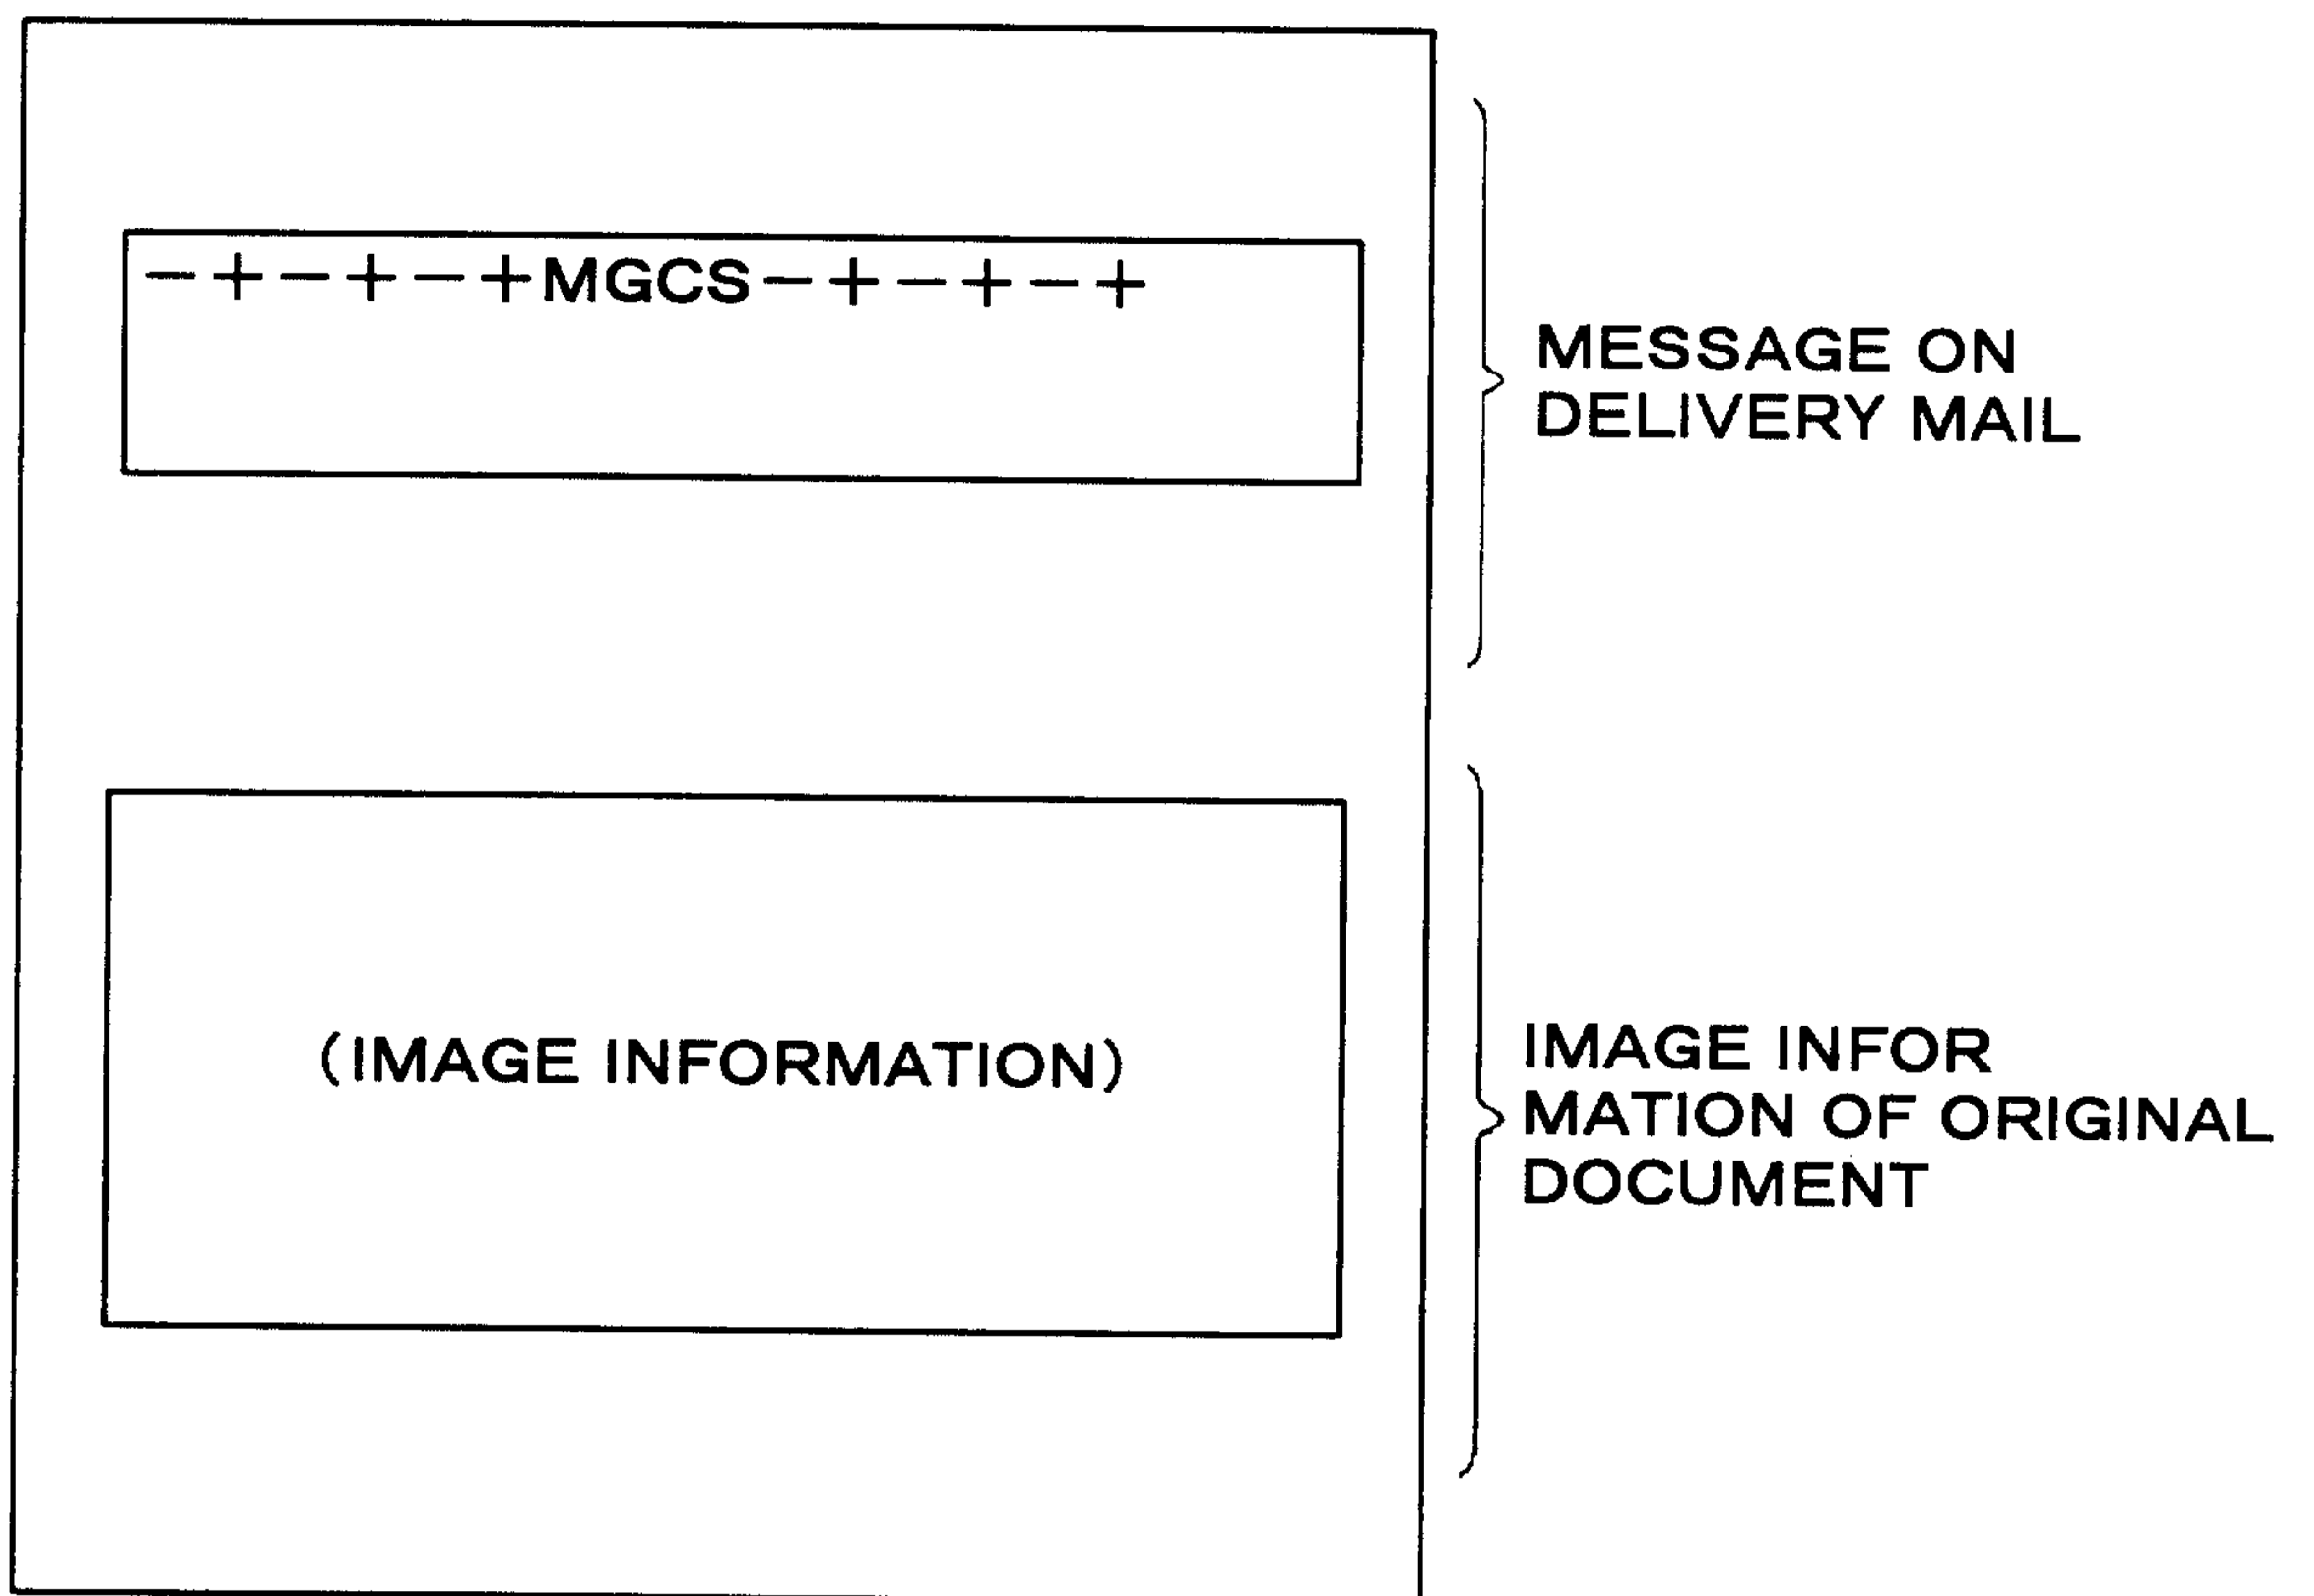 -+-+-+MGCS-+-+-+
MESSAGE ON
DELIVERY MAIL
(IMAGE INFORMATION)
IMAGE INFOR
MATION OF ORIGINAL
DOCUMENT